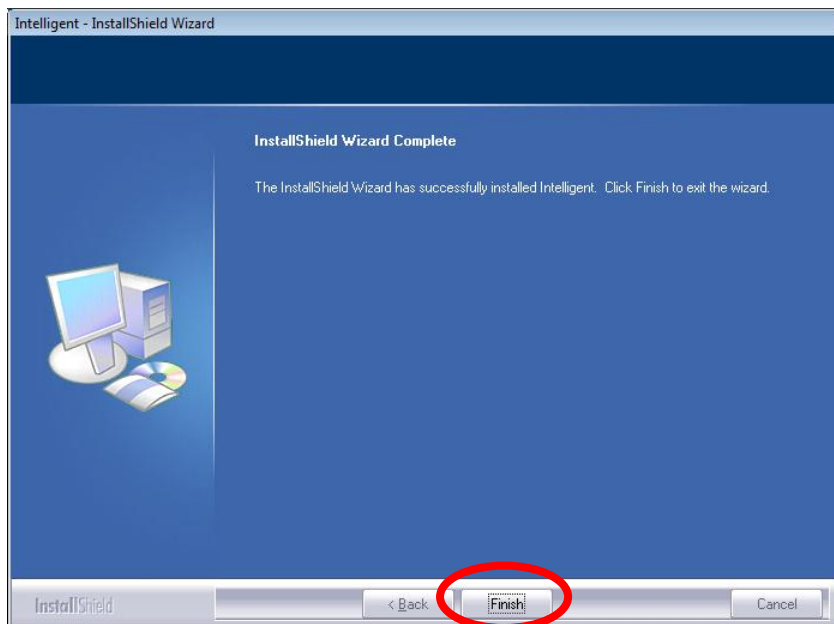 Intelligent - InstallShield Wizard
InstallShield Wizard Complete
The InstallShield Wizard has successfully installed Intelligent. Click Finish to exit the wizard.
InstallShield
< Back
Finish
Cancel